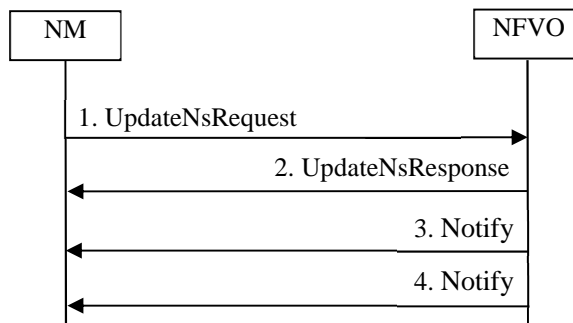 NM
NFVO
1. UpdateNsRequest
2. UpdateNsResponse
3. Notify
4. Notify